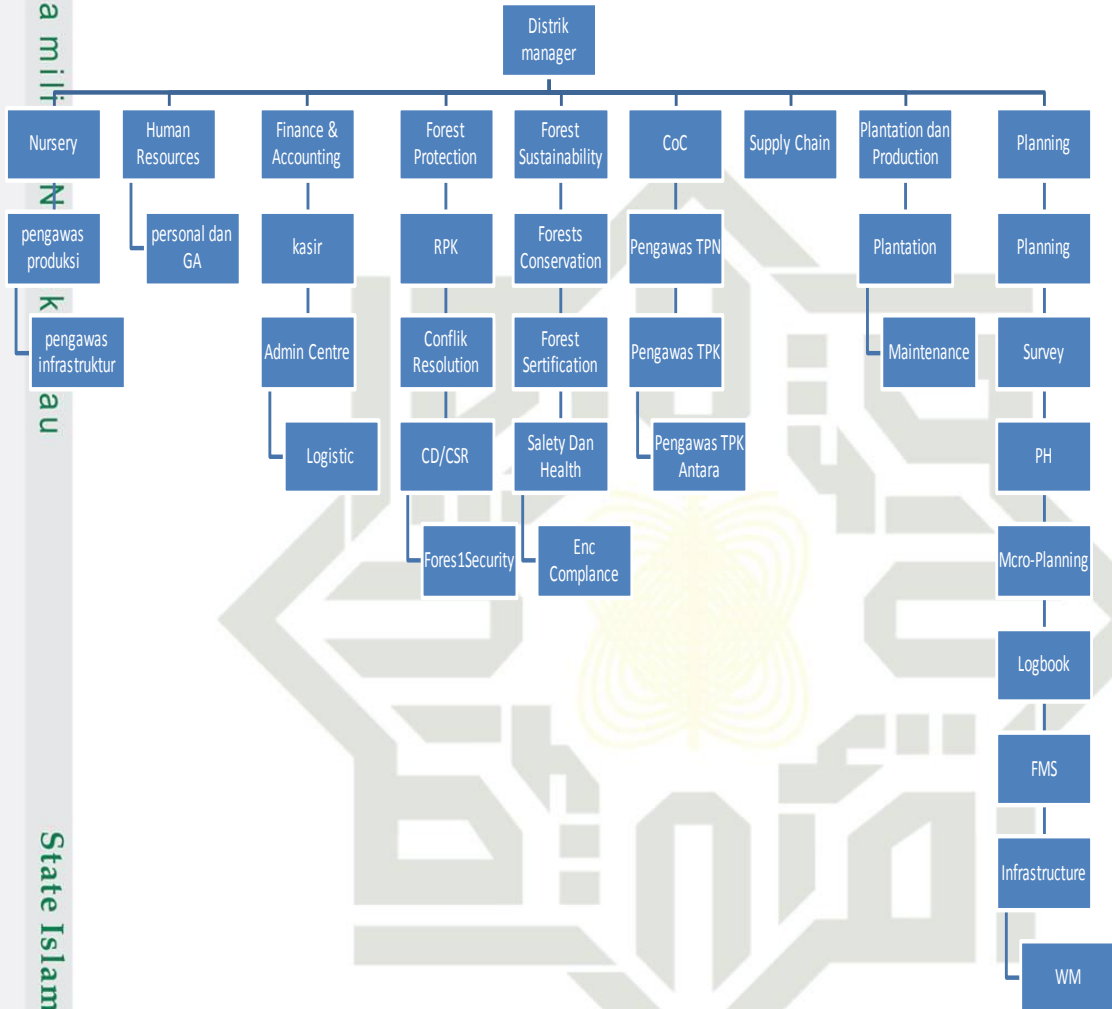 Distrik
manager
Nursery
Human
Resources
Finance &
Accounting
Forest
Protection
Forest
Sustainability
CoC
Supply Chain
Plantation dan
Production
Planning
pengawas
produksi
personal dan
GA
kasir
RPK
Forests
Conservation
Pengawas TPN
Plantation
Planning
pengawas
infrastruktur
Admin Centre
Conflik
Resolution
Forest
Sertification
Pengawas TPK
Maintenance
Survey
Logistic
CD/CSR
Salety Dan
Health
Pengawas TPK
Antara
PH
Fores1Security
Enc
Complance
Mcro-Planning
Logbook
FMS
Infrastructure
WM
State Islam